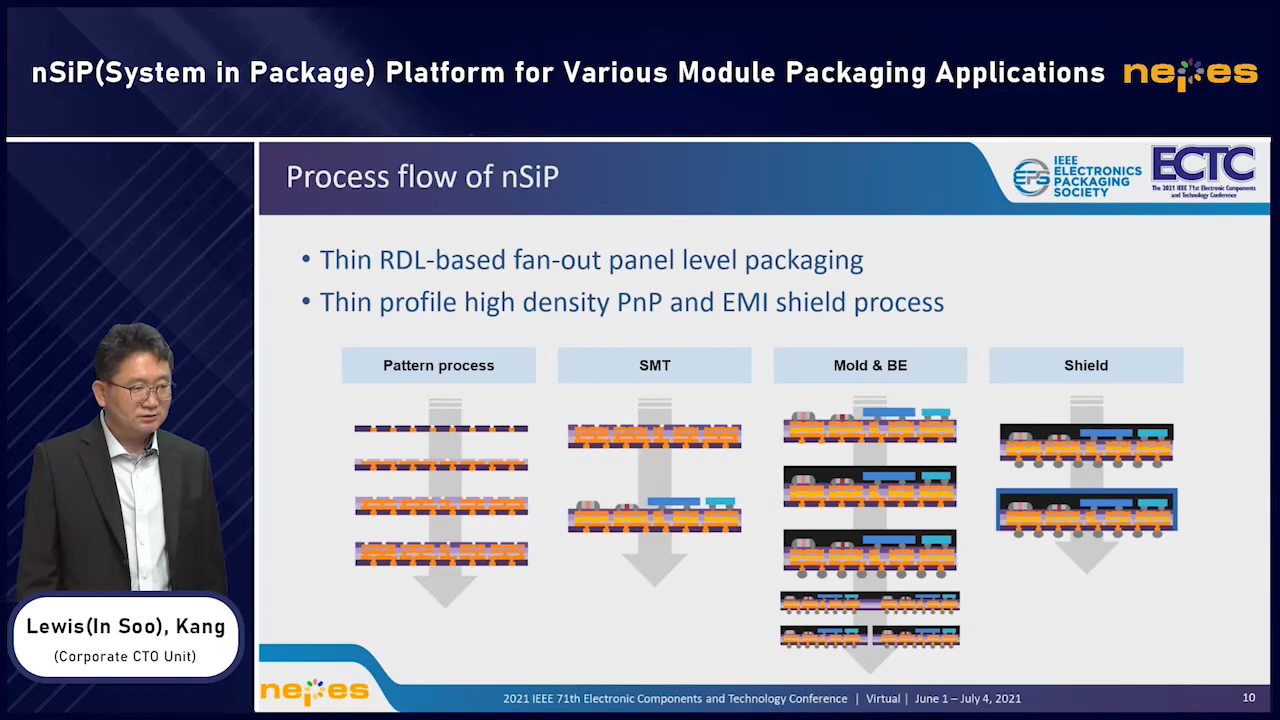 nSiP(System in Package) Platform for Various Module Packaging Applications nepes
Process flow of nSiP
EPS
IEEE
ELECTRONICS
PACKAGING
SOCIETY
ECTC
The 2021 IEEE 71st Electronic Components
and Technology Conference
• Thin RDL-based fan-out panel level packaging
• Thin profile high density PnP and EMI shield process
Pattern process
SMT
Mold & BE
Shield
Lewis(In Soo), Kang
(Corporate CTO Unit)
nepes
2021 IEEE 71th Electronic Components and Technology Conference | Virtual | June 1 – July 4, 2021
10